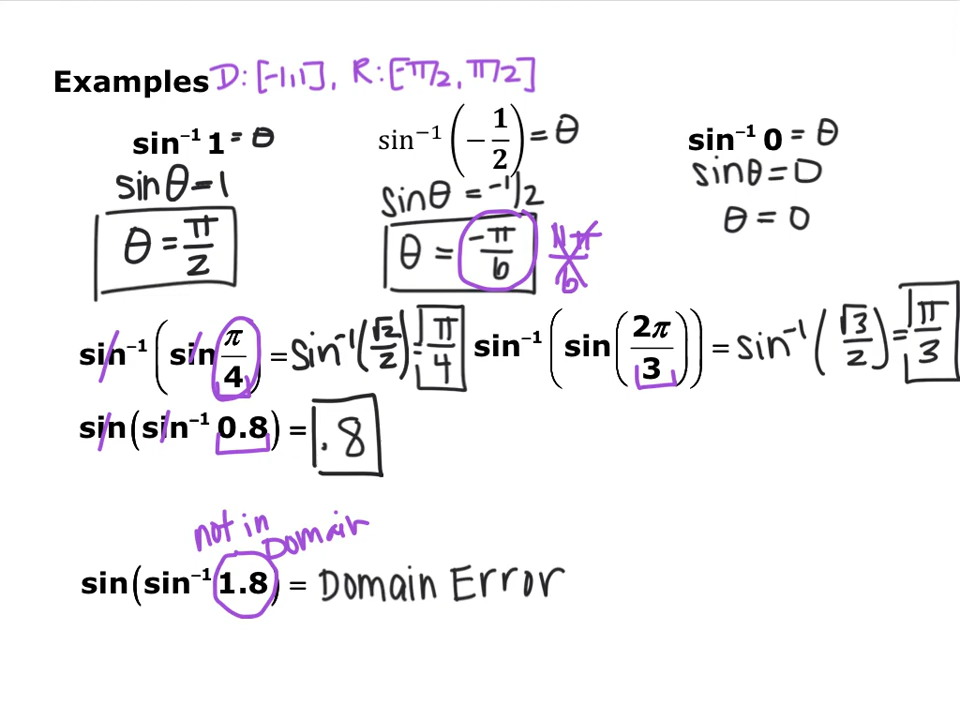 Examples D: [-1,1], R: [-π/2, π/2]
sin⁻¹ 1 = θ
sinθ = 1
θ = π/2
sin⁻¹(-1/2) = θ
sinθ = -1/2
θ = -π/6 11π/6
sin⁻¹ 0 = θ
sinθ = 0
θ = 0
sin⁻¹(sin π/4) = sin⁻¹(√2/2) = π/4
sin⁻¹(sin(2π/3)) = sin⁻¹(√3/2) = π/3
sin(sin⁻¹ 0.8) = .8
not in
Domain
sin(sin⁻¹ 1.8) = Domain Error